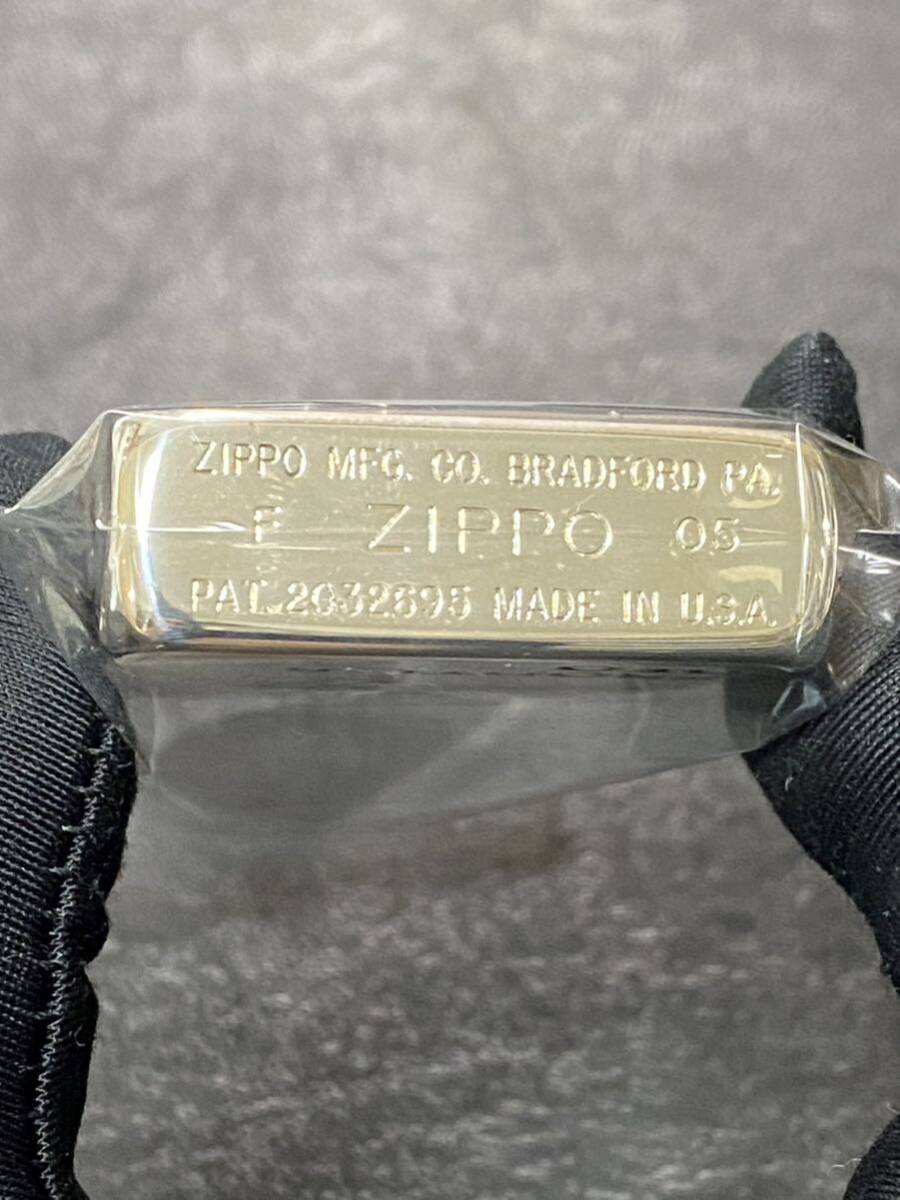 ZIPPO MFG. CO. BRADFORD PA.
F ZIPPO 05
PAT. 2032695 MADE IN U.S.A.